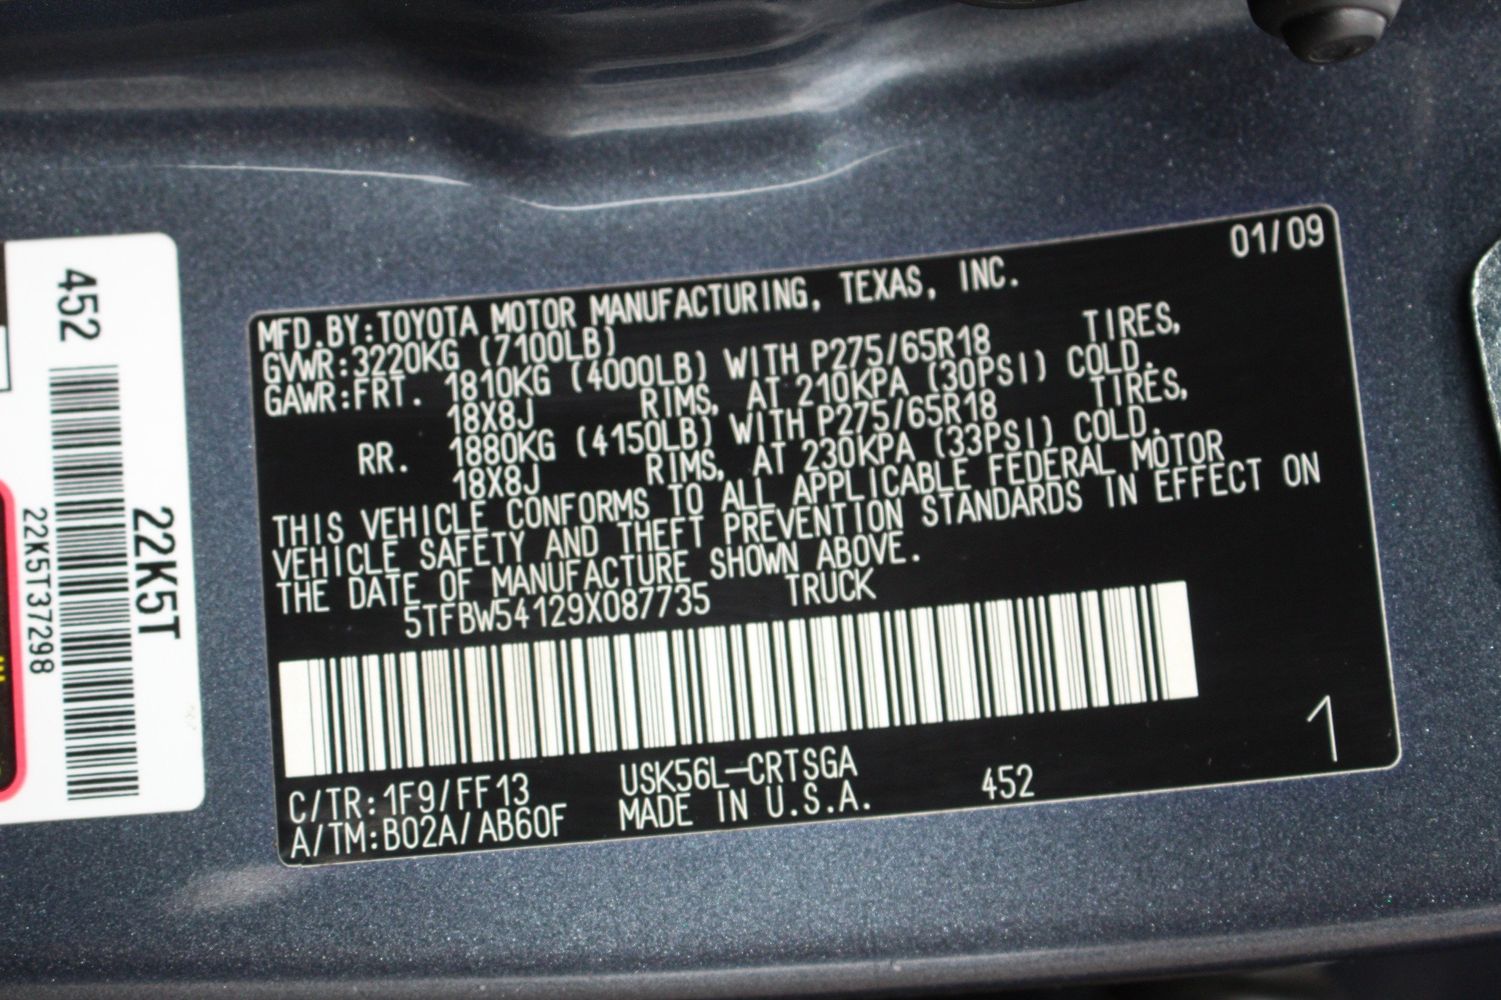 452
22K5T
22K5T37298
01/09
MFD.BY:TOYOTA MOTOR MANUFACTURING, TEXAS, INC.
GVWR:3220KG (7100LB)
GAWR:FRT. 1810KG (4000LB) WITH P275/65R18 TIRES,
18X8J RIMS, AT 210KPA (30PSI) COLD.
RR. 1880KG (4150LB) WITH P275/65R18 TIRES,
18X8J RIMS, AT 230KPA (33PSI) COLD.
THIS VEHICLE CONFORMS TO ALL APPLICABLE FEDERAL MOTOR
VEHICLE SAFETY AND THEFT PREVENTION STANDARDS IN EFFECT ON
THE DATE OF MANUFACTURE SHOWN ABOVE.
5TFBW54129X087735 TRUCK
1
C/TR:1F9/FF13 USK56L-CRTSGA
A/TM:B02A/AB60F MADE IN U.S.A. 452